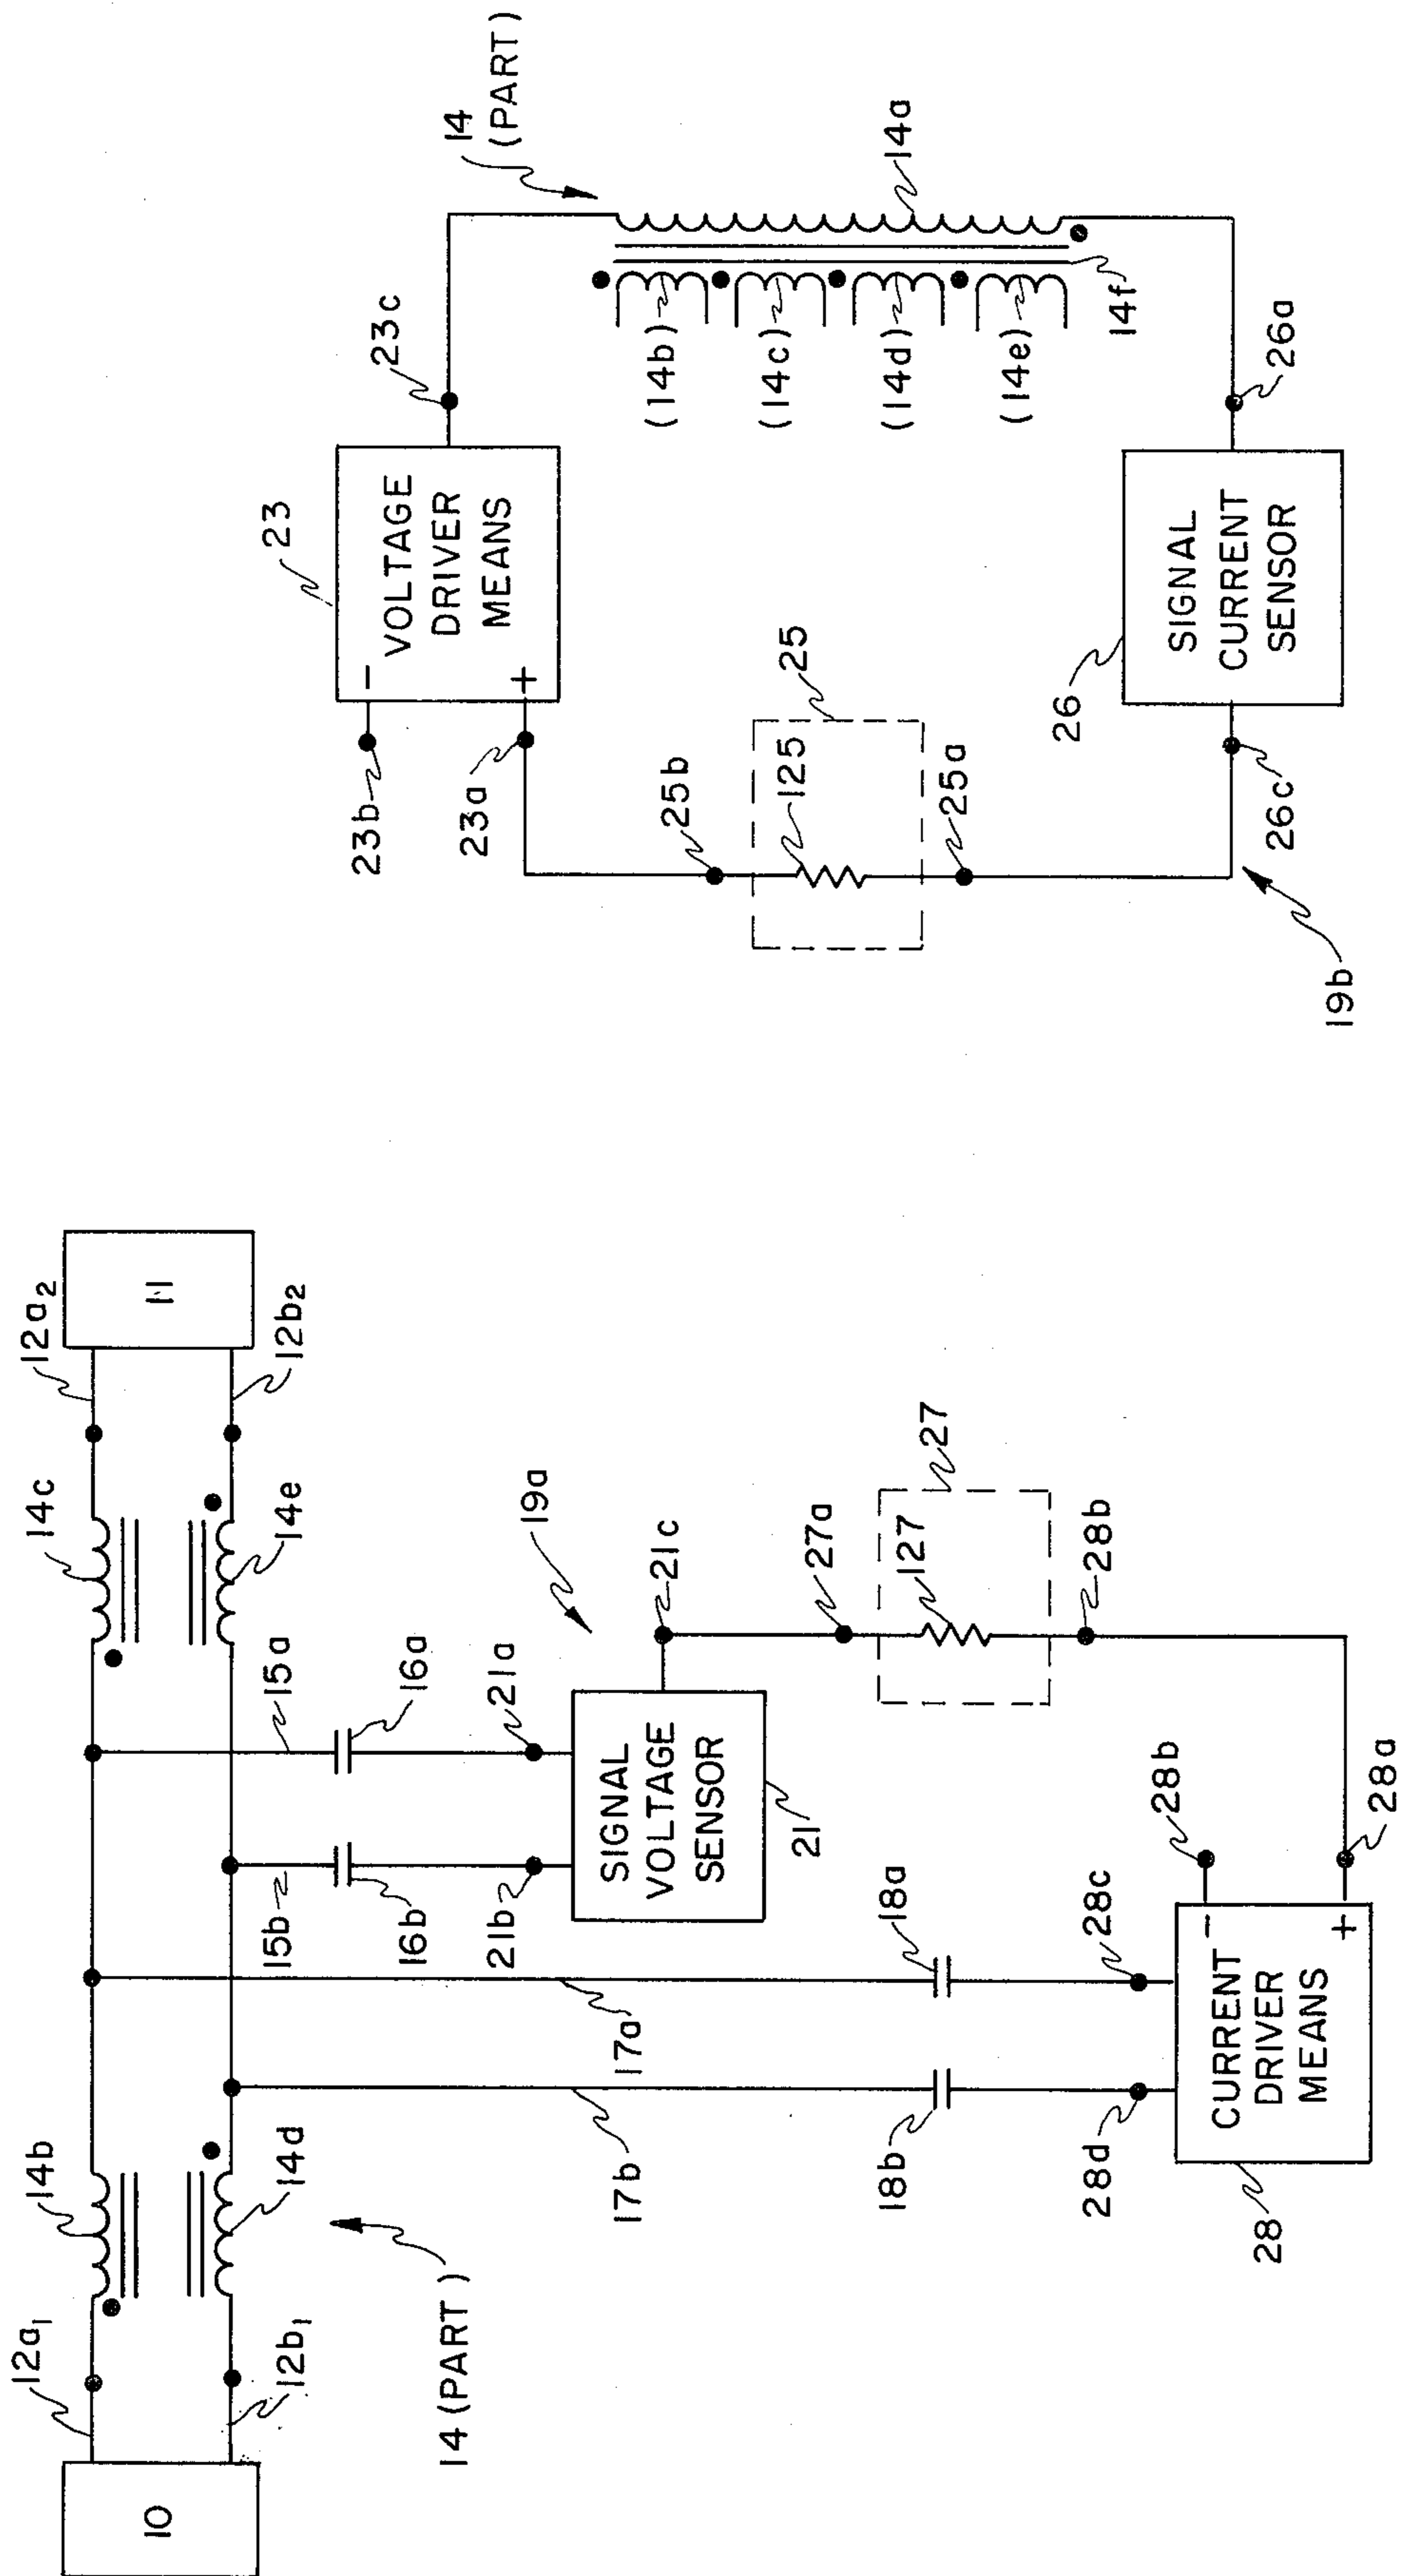 10
12a₁
12b₁
14b
14d
14 (PART )
14c
14e
12a₂
12b₂
11
15a
15b
16a
16b
21a
21b
SIGNAL
VOLTAGE
SENSOR
21
21c
19a
27a
127
27
28b
17a
17b
18a
18b
28c
28d
CURRENT
DRIVER
MEANS
-
+
28b
28a
28
23
VOLTAGE
DRIVER
MEANS
-
+
23b
23a
23c
14
(PART)
14a
(14b)
(14c)
(14d)
(14e)
14f
25b
125
25
25a
26
SIGNAL
CURRENT
SENSOR
26a
26c
19b